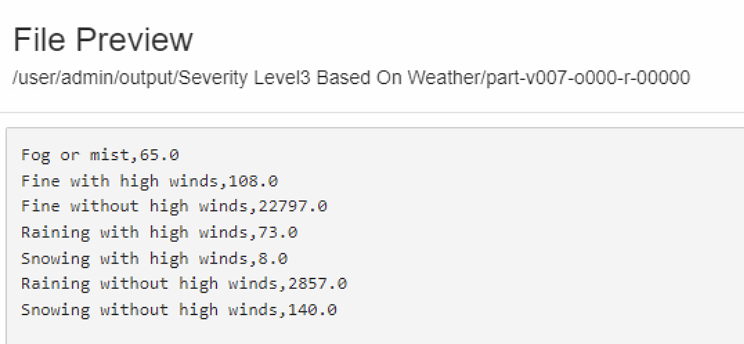 File Preview
/user/admin/output/Severity Level3 Based On Weather/part-v007-o000-r-00000
Fog or mist,65.0
Fine with high winds,108.0
Fine without high winds,22797.0
Raining with high winds,73.0
Snowing with high winds,8.0
Raining without high winds,2857.0
Snowing without high winds,140.0